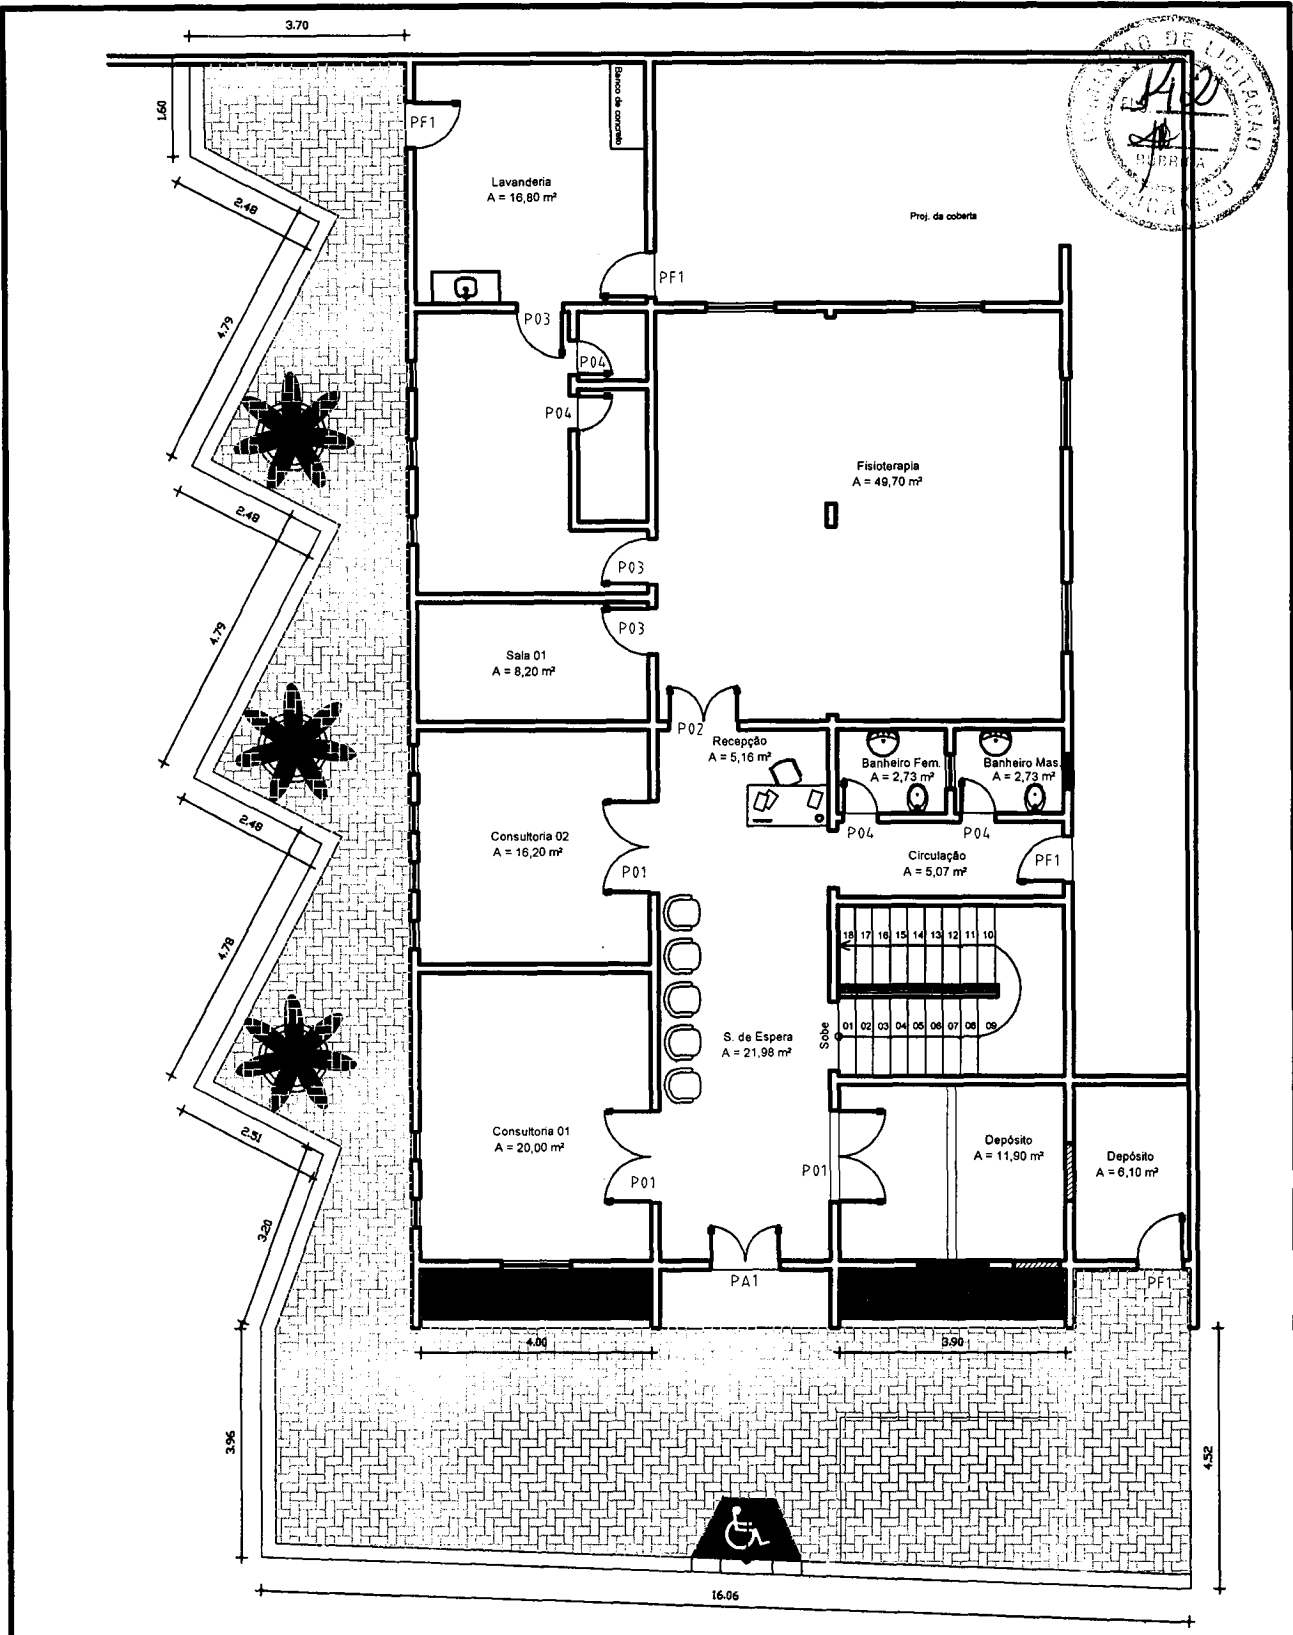 3.70
COMISSÃO DE LICITAÇÃO
RUBRICA
1.60
PF1
Banco de concreto
Lavanderia
A = 16,80 m²
Proj. da coberta
2.48
PF1
P03
4.79
P04
P04
Fisioterapia
A = 49,70 m²
2.48
P03
P03
4.79
Sala 01
A = 8,20 m²
P02
Recepção
A = 5,16 m²
Banheiro Fem.
A = 2,73 m²
Banheiro Mas.
A = 2,73 m²
2.48
Consultoria 02
A = 16,20 m²
P01
P04
P04
Circulação
A = 5,07 m²
PF1
4.78
18 17 16 15 14 13 12 11 10
Sobe
01 02 03 04 05 06 07 08 09
S. de Espera
A = 21,98 m²
2.51
Consultoria 01
A = 20,00 m²
P01
P01
Depósito
A = 11,90 m²
Depósito
A = 6,10 m²
3.20
PA1
PF1
4.00
3.90
3.96
4.52
16.06